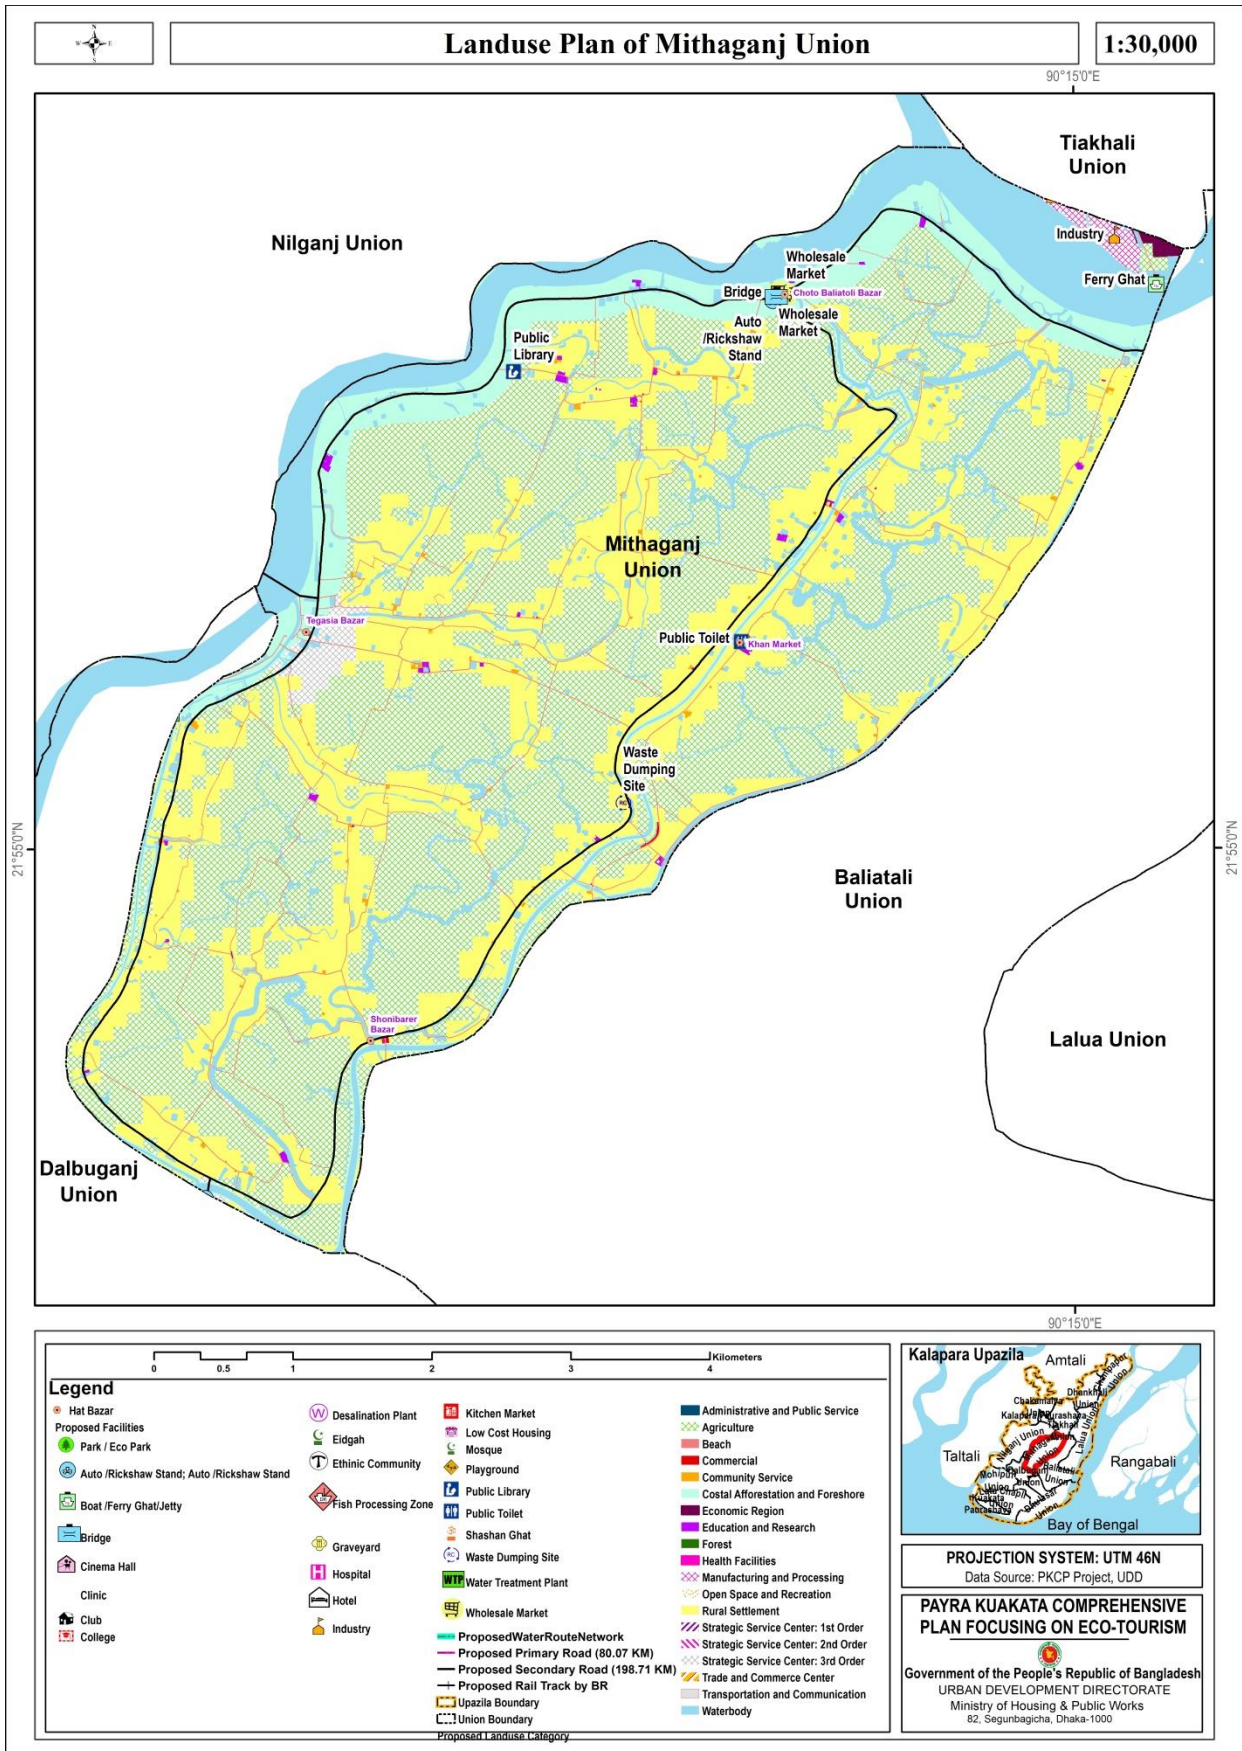 N
W E
S
Landuse Plan of Mithaganj Union
1:30,000
90°15'0"E
Tiakhali
Union
Nilganj Union
Industry
Ferry Ghat
Wholesale
Market
Bridge
Choto Baliatoli Bazar
Wholesale
Market
Auto
/Rickshaw
Stand
Public
Library
Mithaganj
Union
Tegasia Bazar
Public Toilet
Khan Market
Waste
Dumping
Site
RC
21°55'0"N
21°55'0"N
Baliatali
Union
Shonibarer
Bazar
Lalua Union
Dalbuganj
Union
90°15'0"E
Kilometers
0 0.5 1 2 3 4
Legend
Hat Bazar
Proposed Facilities
Park / Eco Park
Auto /Rickshaw Stand; Auto /Rickshaw Stand
Boat /Ferry Ghat/Jetty
Bridge
Cinema Hall
Clinic
Club
College
Desalination Plant
Eidgah
Ethinic Community
Fish Processing Zone
Graveyard
Hospital
Hotel
Industry
Kitchen Market
Low Cost Housing
Mosque
Playground
Public Library
Public Toilet
Shashan Ghat
RC
Waste Dumping Site
WTP
Water Treatment Plant
Wholesale Market
ProposedWaterRouteNetwork
Proposed Primary Road (80.07 KM)
Proposed Secondary Road (198.71 KM)
Proposed Rail Track by BR
Upazila Boundary
Union Boundary
Proposed Landuse Category
Administrative and Public Service
Agriculture
Beach
Commercial
Community Service
Costal Afforestation and Foreshore
Economic Region
Education and Research
Forest
Health Facilities
Manufacturing and Processing
Open Space and Recreation
Rural Settlement
Strategic Service Center: 1st Order
Strategic Service Center: 2nd Order
Strategic Service Center: 3rd Order
Trade and Commerce Center
Transportation and Communication
Waterbody
Kalapara Upazila
Amtali
Taltali
Rangabali
Bay of Bengal
PROJECTION SYSTEM: UTM 46N
Data Source: PKCP Project, UDD
PAYRA KUAKATA COMPREHENSIVE
PLAN FOCUSING ON ECO-TOURISM
Government of the People's Republic of Bangladesh
URBAN DEVELOPMENT DIRECTORATE
Ministry of Housing & Public Works
82, Segunbagicha, Dhaka-1000